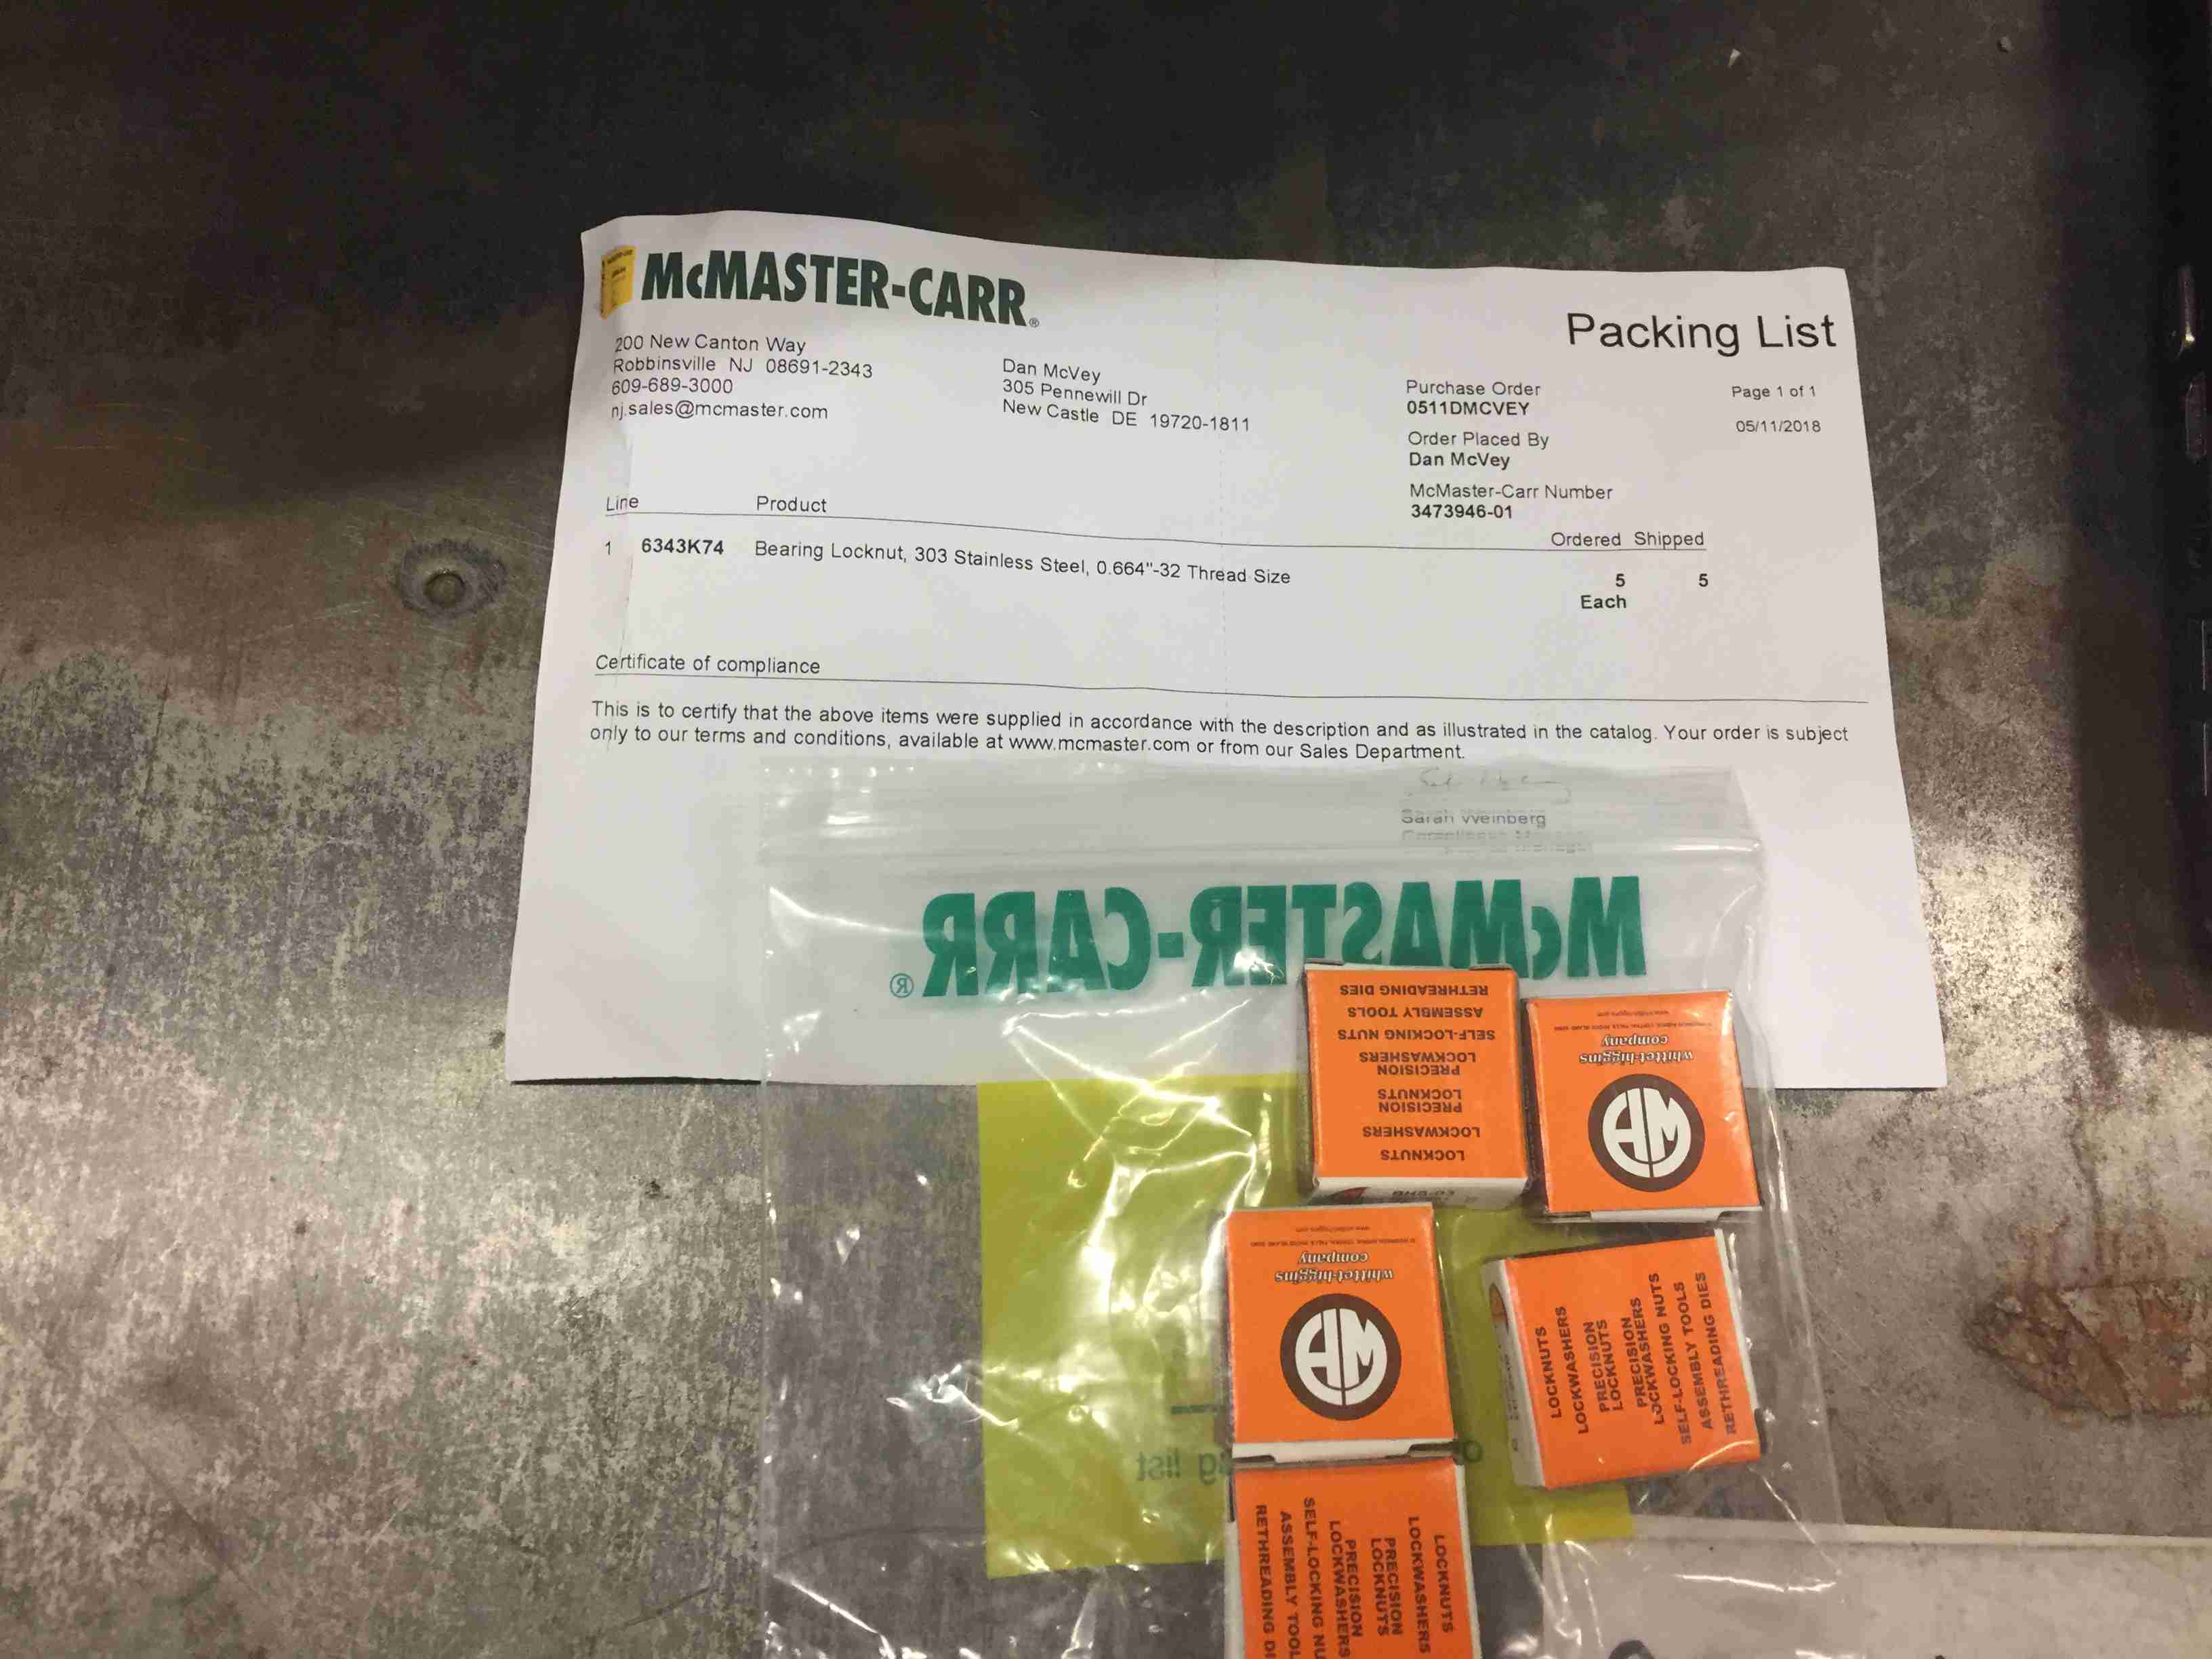 McMASTER-CARR®
200 New Canton Way
Robbinsville NJ 08691-2343
609-689-3000
nj.sales@mcmaster.com
Dan McVey
305 Pennewill Dr
New Castle DE 19720-1811
Packing List
Purchase Order
0511DMCVEY
Page 1 of 1
05/11/2018
Order Placed By
Dan McVey
McMaster-Carr Number
3473946-01
Line Product
Ordered Shipped
1 6343K74 Bearing Locknut, 303 Stainless Steel, 0.664"-32 Thread Size 5 5
Each
Certificate of compliance
This is to certify that the above items were supplied in accordance with the description and as illustrated in the catalog. Your order is subject
only to our terms and conditions, available at www.mcmaster.com or from our Sales Department.
Sarah Weinberg
McMASTER-CARR®
LOCKNUTS
LOCKWASHERS
PRECISION
LOCKNUTS
PRECISION
LOCKWASHERS
SELF-LOCKING NUTS
ASSEMBLY TOOLS
RETHREADING DIES
WH
whittet-higgins
company
WH
whittet-higgins
company
LOCKNUTS
LOCKWASHERS
PRECISION
LOCKNUTS
PRECISION
LOCKWASHERS
SELF-LOCKING NUTS
ASSEMBLY TOOLS
RETHREADING DIES
list
LOCKNUTS
LOCKWASHERS
PRECISION
LOCKNUTS
PRECISION
LOCKWASHERS
SELF-LOCKING NU
ASSEMBLY TOOL
RETHREADING DI